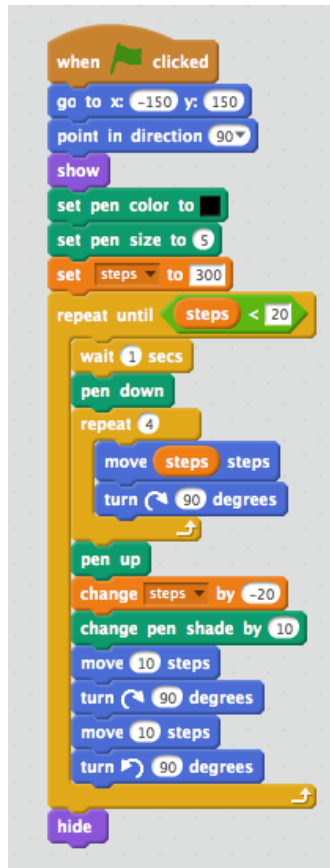 when clicked
go to x: -150 y: 150
point in direction 90
show
set pen color to
set pen size to 5
set steps to 300
repeat until steps < 20
wait 1 secs
pen down
repeat 4
move steps steps
turn 90 degrees
pen up
change steps by -20
change pen shade by 10
move 10 steps
turn 90 degrees
move 10 steps
turn 90 degrees
hide